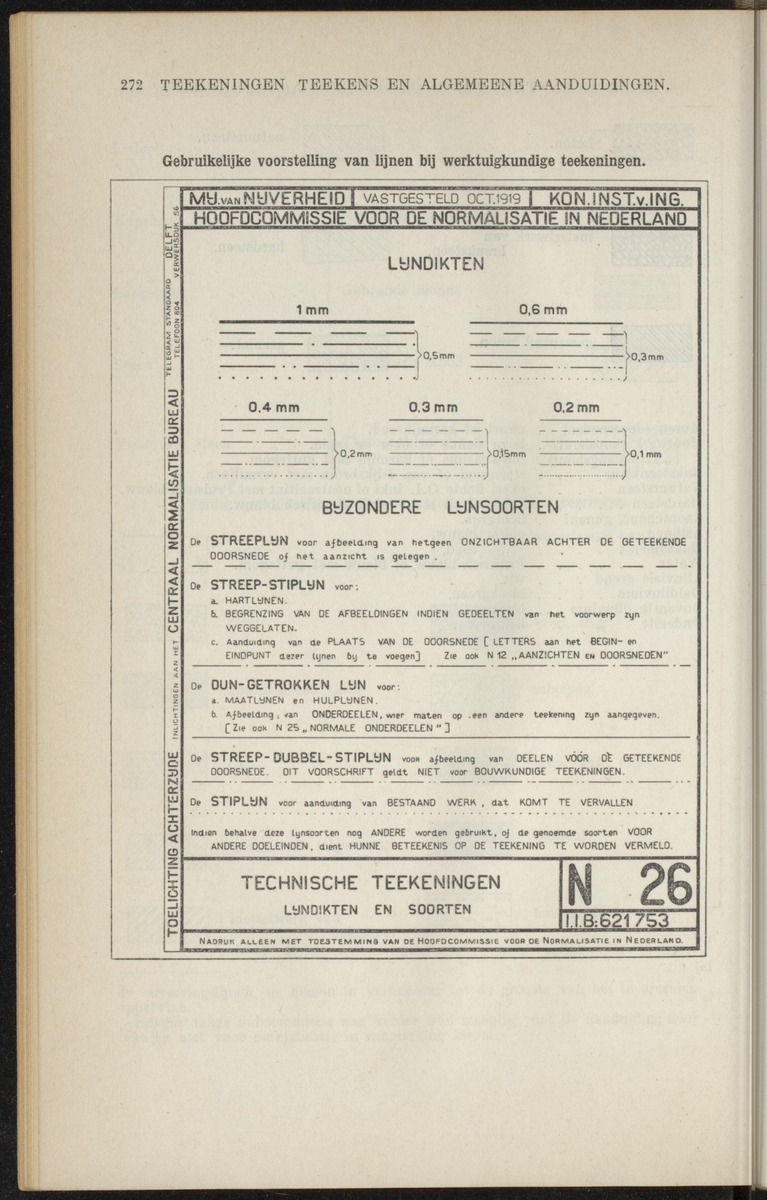 272 TEEKENINGEN TEEKENS EN ALGEMEENE AANDUIDINGEN.
Gebruikelijke voorstelling van lijnen bij werktuigkundige teekeningen.
MIJ. VAN NIJVERHEID | VASTGESTELD OCT. 1919 | KON. INST. v. ING.
HOOFDCOMMISSIE VOOR DE NORMALISATIE IN NEDERLAND
TOELICHTING ACHTERZIJDE INLICHTINGEN AAN HET CENTRAAL NORMALISATIE BUREAU
TELEGRAM STANDAARD DELFT
TELEFOON 804 VERWERSDIJK 56
LIJNDIKTEN
1 mm 0,6 mm
0,5mm 0,3mm
0,4 mm 0,3 mm 0,2 mm
0,2mm 0,15mm 0,1mm
BIJZONDERE LIJNSOORTEN
De STREEPLIJN voor afbeelding van hetgeen ONZICHTBAAR ACHTER DE GETEEKENDE
DOORSNEDE of het aanzicht is gelegen.
De STREEP-STIPLIJN voor:
a. HARTLIJNEN.
b. BEGRENZING VAN DE AFBEELDINGEN INDIEN GEDEELTEN van het voorwerp zijn
WEGGELATEN.
c. Aanduiding van de PLAATS VAN DE DOORSNEDE [LETTERS aan het BEGIN- en
EINDPUNT dezer lijnen bij te voegen] Zie ook N 12 „AANZICHTEN EN DOORSNEDEN"
De DUN-GETROKKEN LIJN voor:
a. MAATLIJNEN en HULPLIJNEN.
b. Afbeelding, van ONDERDEELEN, wier maten op een andere teekening zijn aangegeven.
[Zie ook N 25 „NORMALE ONDERDEELEN"]
De STREEP-DUBBEL-STIPLIJN voor afbeelding van DEELEN VÓÓR DE GETEEKENDE
DOORSNEDE. DIT VOORSCHRIFT geldt NIET voor BOUWKUNDIGE TEEKENINGEN.
De STIPLIJN voor aanduiding van BESTAAND WERK, dat KOMT TE VERVALLEN
Indien behalve deze lijnsoorten nog ANDERE worden gebruikt, of de genoemde soorten VOOR
ANDERE DOELEINDEN, dient HUNNE BETEEKENIS OP DE TEEKENING TE WORDEN VERMELD.
TECHNISCHE TEEKENINGEN
LIJNDIKTEN EN SOORTEN
N 26
I.I.B: 621 753
NADRUK ALLEEN MET TOESTEMMING VAN DE HOOFDCOMMISSIE VOOR DE NORMALISATIE IN NEDERLAND.